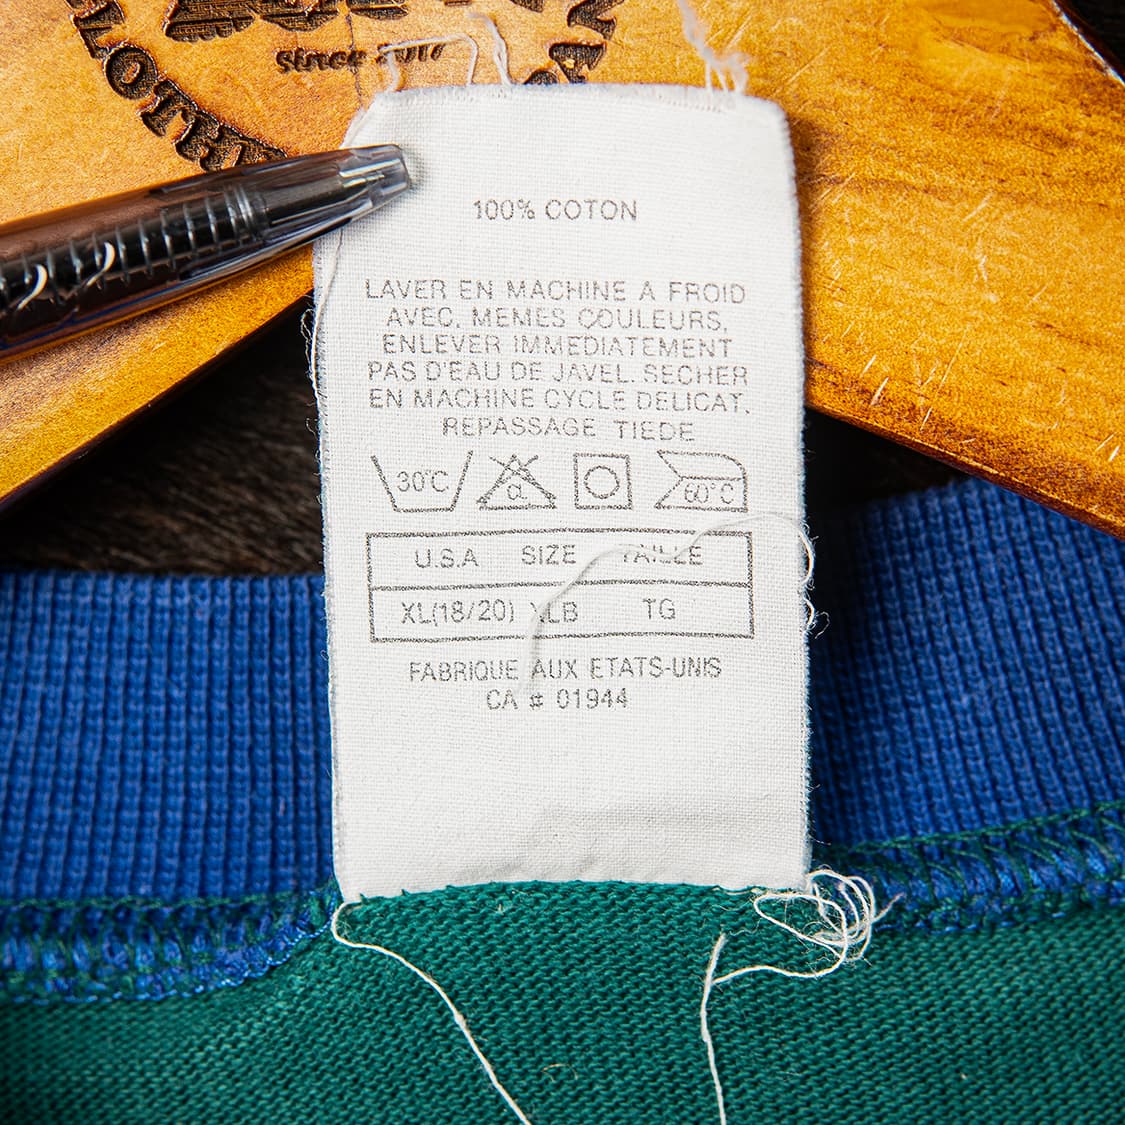 since 2017
100% COTON
LAVER EN MACHINE A FROID
AVEC, MEMES COULEURS,
ENLEVER IMMEDIATEMENT
PAS D'EAU DE JAVEL. SECHER
EN MACHINE CYCLE DELICAT.
REPASSAGE TIEDE
30°C cl 60°C
U.S.A SIZE TAILLE
XL(18/20) XLB TG
FABRIQUE AUX ETATS-UNIS
CA # 01944